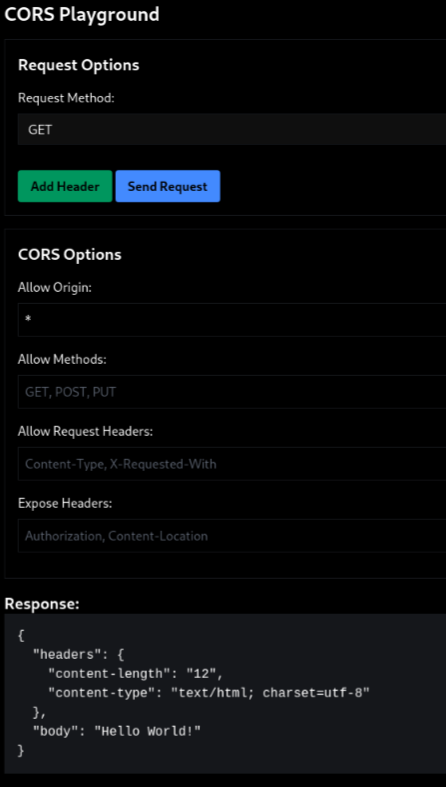 CORS Playground
Request Options
Request Method:
GET
Add Header Send Request
CORS Options
Allow Origin:
*
Allow Methods:
GET, POST, PUT
Allow Request Headers:
Content-Type, X-Requested-With
Expose Headers:
Authorization, Content-Location
Response:
{
  "headers": {
    "content-length": "12",
    "content-type": "text/html; charset=utf-8"
  },
  "body": "Hello World!"
}